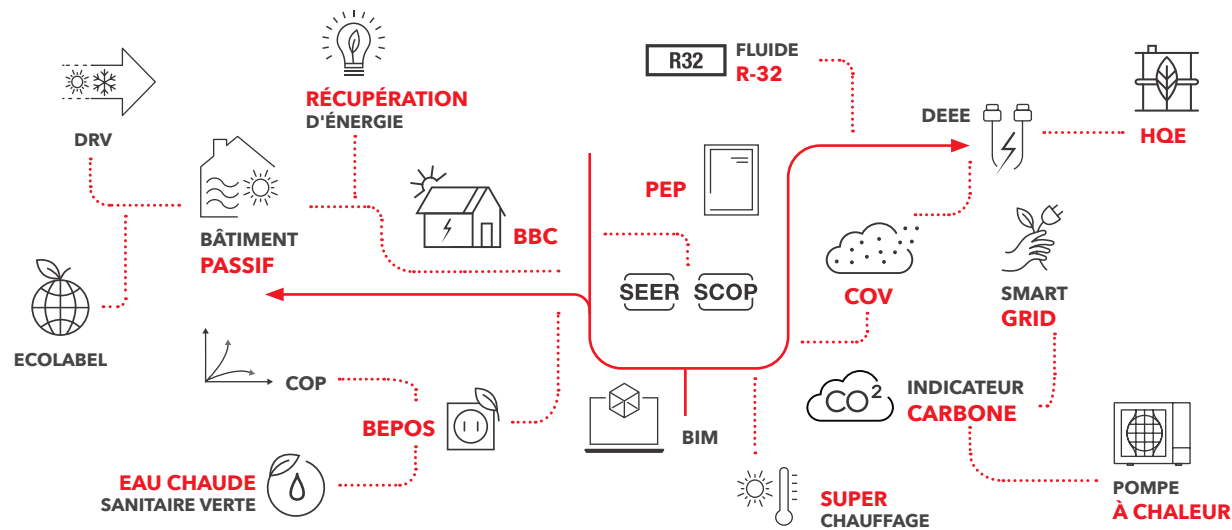 DRV
RÉCUPÉRATION
D'ÉNERGIE
R32
FLUIDE
R-32
DEEE
HQE
BÂTIMENT
PASSIF
BBC
PEP
SEER
SCOP
COV
SMART
GRID
ECOLABEL
COP
BEPOS
BIM
CO²
INDICATEUR
CARBONE
EAU CHAUDE
SANITAIRE VERTE
SUPER
CHAUFFAGE
POMPE
À CHALEUR